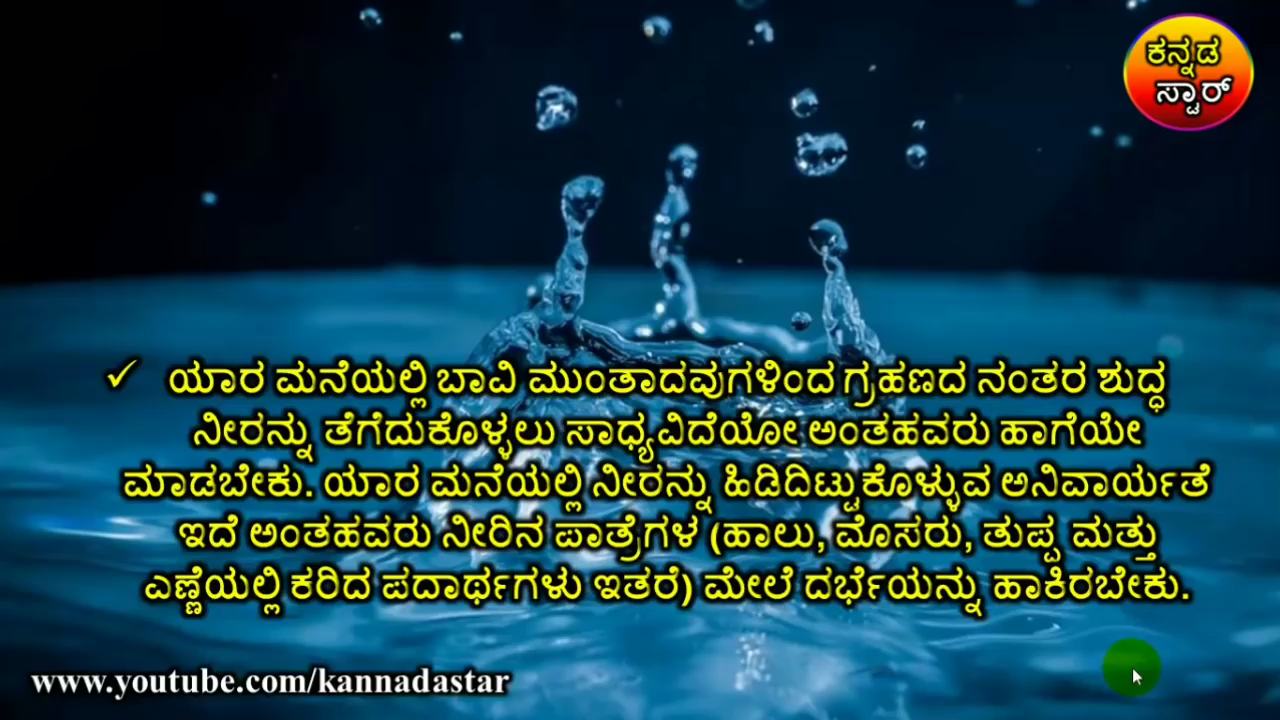 ಕನ್ನಡ
ಸ್ಟಾರ್
✓ ಯಾರ ಮನೆಯಲ್ಲಿ ಬಾವಿ ಮುಂತಾದವುಗಳಿಂದ ಗ್ರಹಣದ ನಂತರ ಶುದ್ಧ
ನೀರನ್ನು ತೆಗೆದುಕೊಳ್ಳಲು ಸಾಧ್ಯವಿದೆಯೋ ಅಂತಹವರು ಹಾಗೆಯೇ
ಮಾಡಬೇಕು. ಯಾರ ಮನೆಯಲ್ಲಿ ನೀರನ್ನು ಹಿಡಿದಿಟ್ಟುಕೊಳ್ಳುವ ಅನಿವಾರ್ಯತೆ
ಇದೆ ಅಂತಹವರು ನೀರಿನ ಪಾತ್ರೆಗಳ (ಹಾಲು, ಮೊಸರು, ತುಪ್ಪ ಮತ್ತು
ಎಣ್ಣೆಯಲ್ಲಿ ಕರಿದ ಪದಾರ್ಥಗಳು ಇತರೆ) ಮೇಲೆ ದರ್ಭೆಯನ್ನು ಹಾಕಿರಬೇಕು.
www.youtube.com/kannadastar